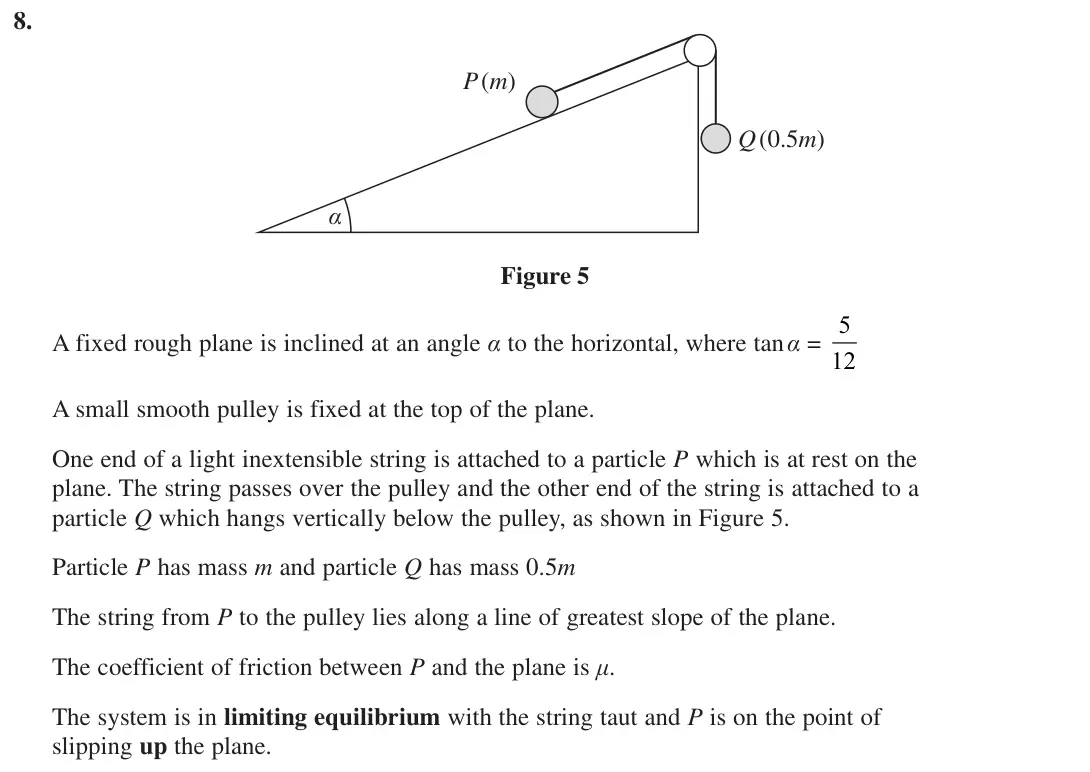 8.
P (m)
Q (0.5m)
α
Figure 5
A fixed rough plane is inclined at an angle α to the horizontal, where tan α = 5/12
A small smooth pulley is fixed at the top of the plane.
One end of a light inextensible string is attached to a particle P which is at rest on the
plane. The string passes over the pulley and the other end of the string is attached to a
particle Q which hangs vertically below the pulley, as shown in Figure 5.
Particle P has mass m and particle Q has mass 0.5m
The string from P to the pulley lies along a line of greatest slope of the plane.
The coefficient of friction between P and the plane is μ.
The system is in limiting equilibrium with the string taut and P is on the point of
slipping up the plane.